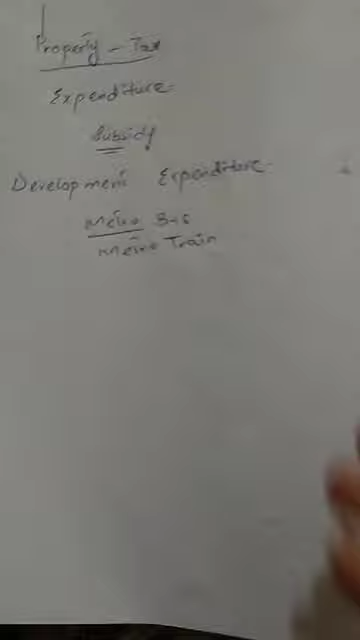 Property - Tax
Expenditure
Subsidy
Development Expenditure
Metro Bus
Metro Train